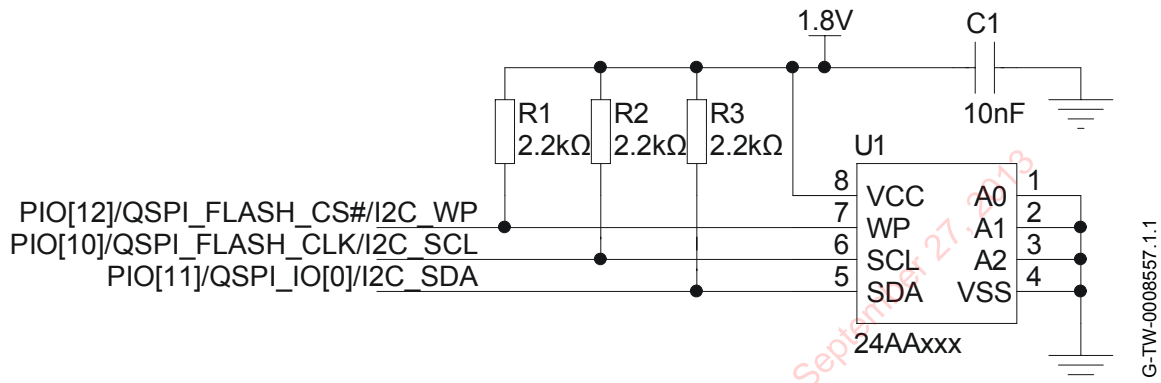 1.8V
C1
10nF
R1
2.2kΩ
R2
2.2kΩ
R3
2.2kΩ
U1
PIO[12]/QSPI_FLASH_CS#/I2C_WP
PIO[10]/QSPI_FLASH_CLK/I2C_SCL
PIO[11]/QSPI_IO[0]/I2C_SDA
8 VCC A0 1
7 WP A1 2
6 SCL A2 3
5 SDA VSS 4
24AAxxx
September 27, 2013
G-TW-0008557.1.1